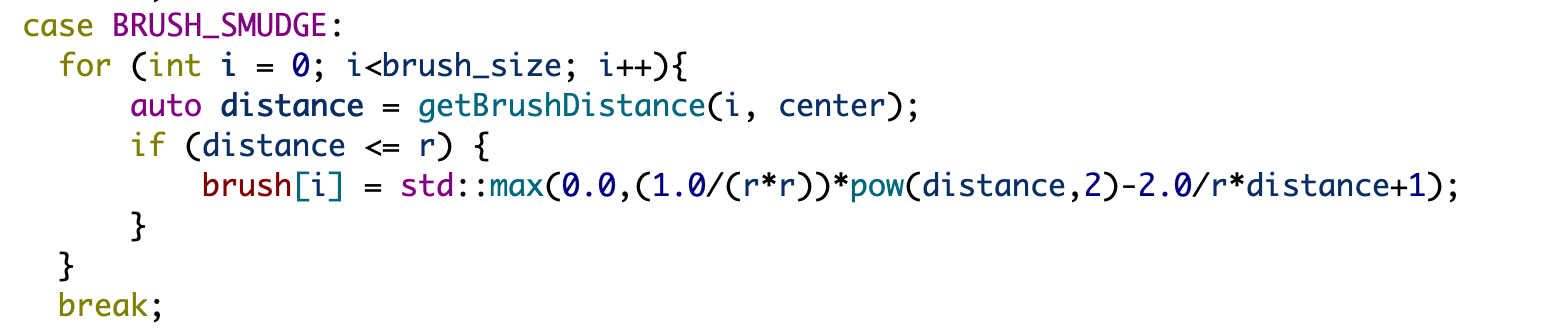 case BRUSH_SMUDGE:
for (int i = 0; i<brush_size; i++){
auto distance = getBrushDistance(i, center);
if (distance <= r) {
brush[i] = std::max(0.0,(1.0/(r*r))*pow(distance,2)-2.0/r*distance+1);
}
}
break;